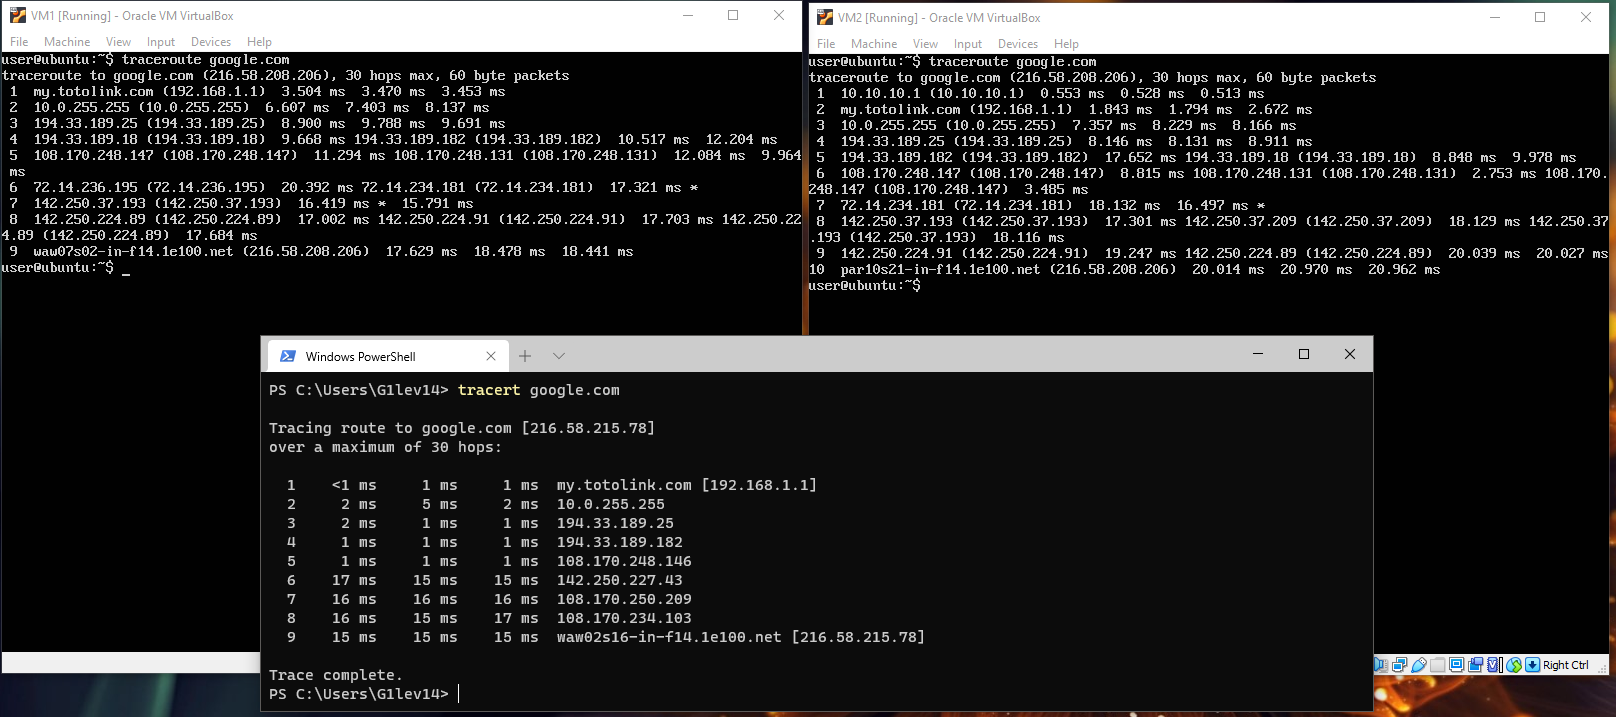 VM1 [Running] - Oracle VM VirtualBox
File Machine View Input Devices Help
user@ubuntu:~$ traceroute google.com
traceroute to google.com (216.58.208.206), 30 hops max, 60 byte packets
 1  my.totolink.com (192.168.1.1)  3.504 ms  3.470 ms  3.453 ms
 2  10.0.255.255 (10.0.255.255)  6.607 ms  7.403 ms  8.137 ms
 3  194.33.189.25 (194.33.189.25)  8.900 ms  9.788 ms  9.691 ms
 4  194.33.189.18 (194.33.189.18)  9.668 ms 194.33.189.182 (194.33.189.182)  10.517 ms  12.204 ms
 5  108.170.248.147 (108.170.248.147)  11.294 ms 108.170.248.131 (108.170.248.131)  12.084 ms  9.964
ms
 6  72.14.236.195 (72.14.236.195)  20.392 ms 72.14.234.181 (72.14.234.181)  17.321 ms *
 7  142.250.37.193 (142.250.37.193)  16.419 ms *  15.791 ms
 8  142.250.224.89 (142.250.224.89)  17.002 ms 142.250.224.91 (142.250.224.91)  17.703 ms 142.250.22
4.89 (142.250.224.89)  17.684 ms
 9  waw07s02-in-f14.1e100.net (216.58.208.206)  17.629 ms  18.478 ms  18.441 ms
user@ubuntu:~$ _
VM2 [Running] - Oracle VM VirtualBox
File Machine View Input Devices Help
user@ubuntu:~$ traceroute google.com
traceroute to google.com (216.58.208.206), 30 hops max, 60 byte packets
 1  10.10.10.1 (10.10.10.1)  0.553 ms  0.528 ms  0.513 ms
 2  my.totolink.com (192.168.1.1)  1.843 ms  1.794 ms  2.672 ms
 3  10.0.255.255 (10.0.255.255)  7.357 ms  8.229 ms  8.166 ms
 4  194.33.189.25 (194.33.189.25)  8.146 ms  8.131 ms  8.911 ms
 5  194.33.189.182 (194.33.189.182)  17.652 ms 194.33.189.18 (194.33.189.18)  8.848 ms  9.978 ms
 6  108.170.248.147 (108.170.248.147)  8.815 ms 108.170.248.131 (108.170.248.131)  2.753 ms 108.170.
248.147 (108.170.248.147)  3.485 ms
 7  72.14.234.181 (72.14.234.181)  18.132 ms  16.497 ms *
 8  142.250.37.193 (142.250.37.193)  17.301 ms 142.250.37.209 (142.250.37.209)  18.129 ms 142.250.37
.193 (142.250.37.193)  18.116 ms
 9  142.250.224.91 (142.250.224.91)  19.247 ms 142.250.224.89 (142.250.224.89)  20.039 ms  20.027 ms
10  par10s21-in-f14.1e100.net (216.58.208.206)  20.014 ms  20.970 ms  20.962 ms
user@ubuntu:~$
Windows PowerShell
PS C:\Users\G1lev14> tracert google.com
Tracing route to google.com [216.58.215.78]
over a maximum of 30 hops:
  1    <1 ms     1 ms     1 ms  my.totolink.com [192.168.1.1]
  2     2 ms     5 ms     2 ms  10.0.255.255
  3     2 ms     1 ms     1 ms  194.33.189.25
  4     1 ms     1 ms     1 ms  194.33.189.182
  5     1 ms     1 ms     1 ms  108.170.248.146
  6    17 ms    15 ms    15 ms  142.250.227.43
  7    16 ms    16 ms    16 ms  108.170.250.209
  8    16 ms    15 ms    17 ms  108.170.234.103
  9    15 ms    15 ms    15 ms  waw02s16-in-f14.1e100.net [216.58.215.78]
Trace complete.
PS C:\Users\G1lev14>
Right Ctrl